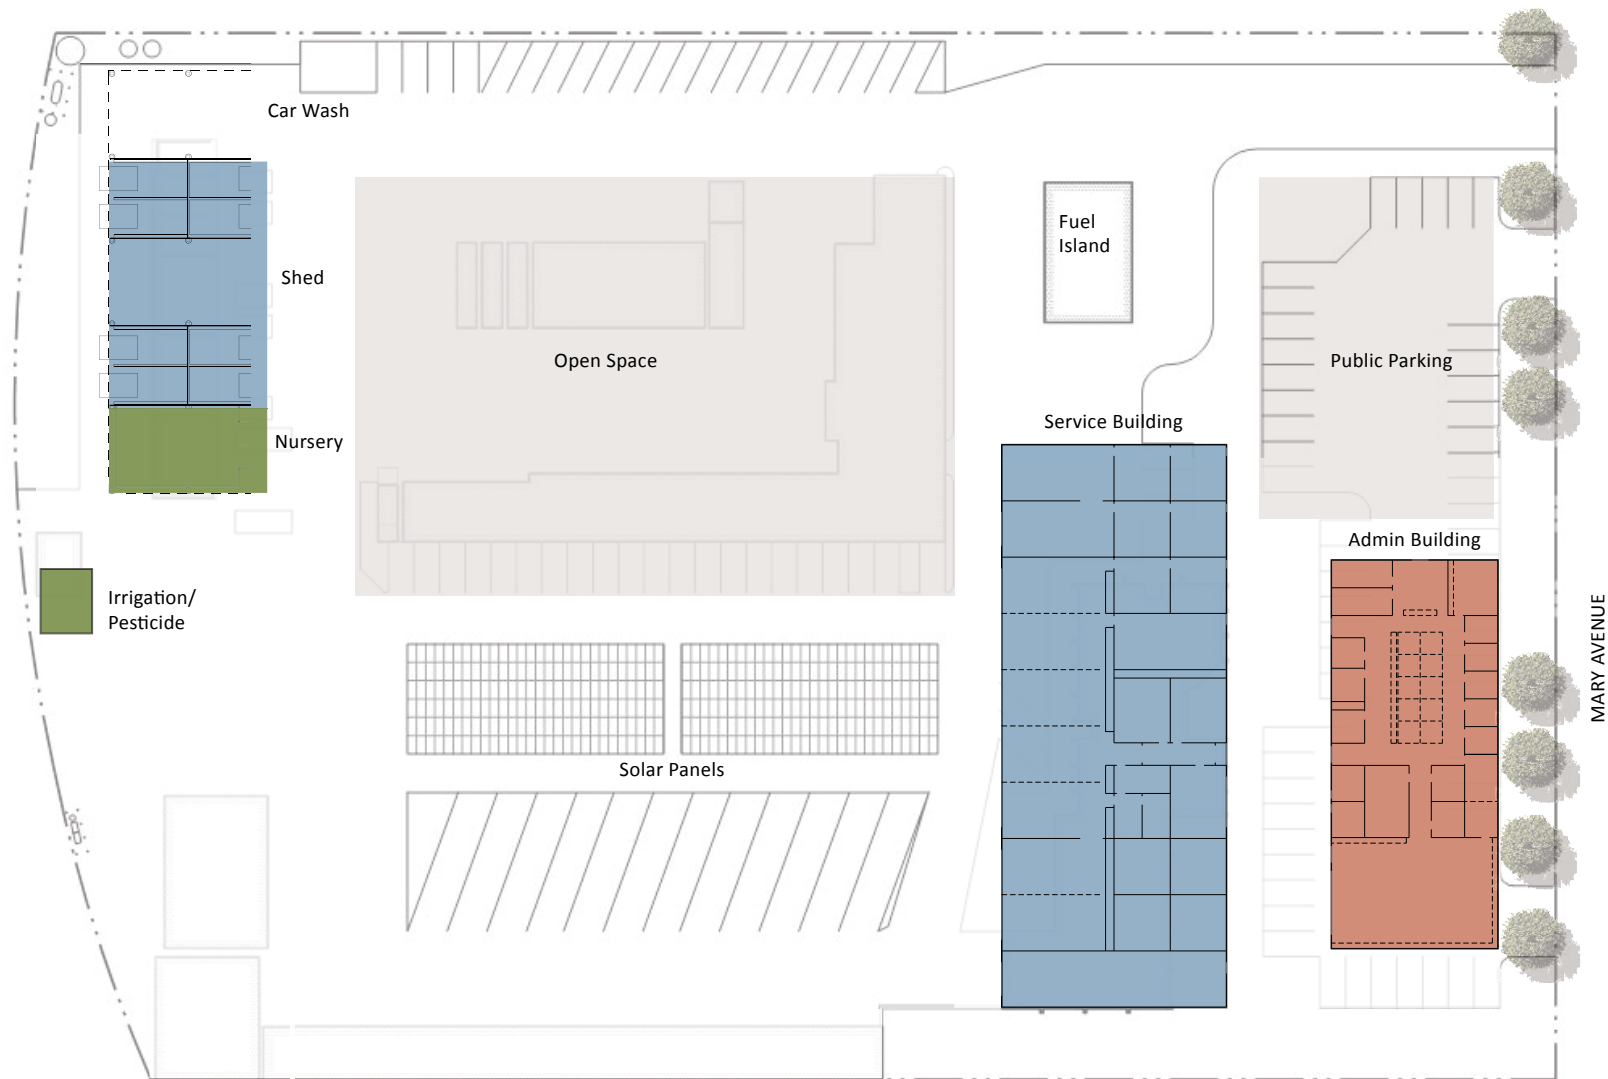 Car Wash
Fuel
Island
Shed
Open Space
Public Parking
Service Building
Nursery
Admin Building
Irrigation/
Pesticide
MARY AVENUE
Solar Panels